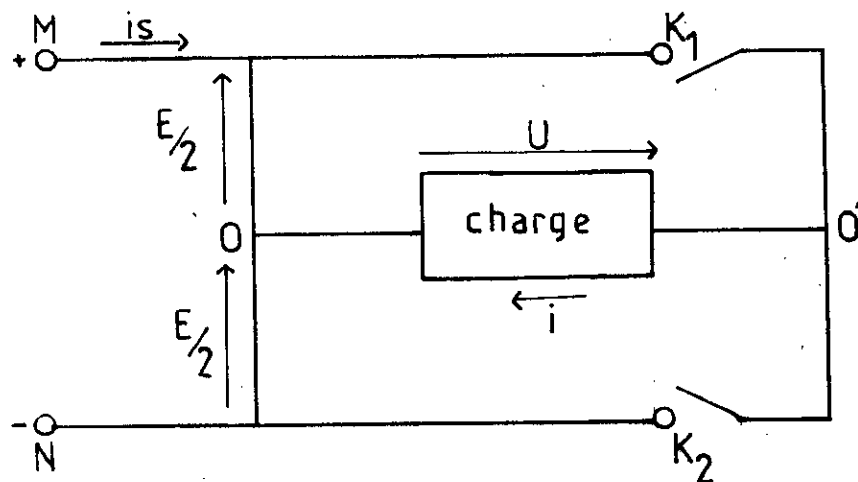 M is K1
+
E/2 U
O charge O'
E/2 i
-
N K2